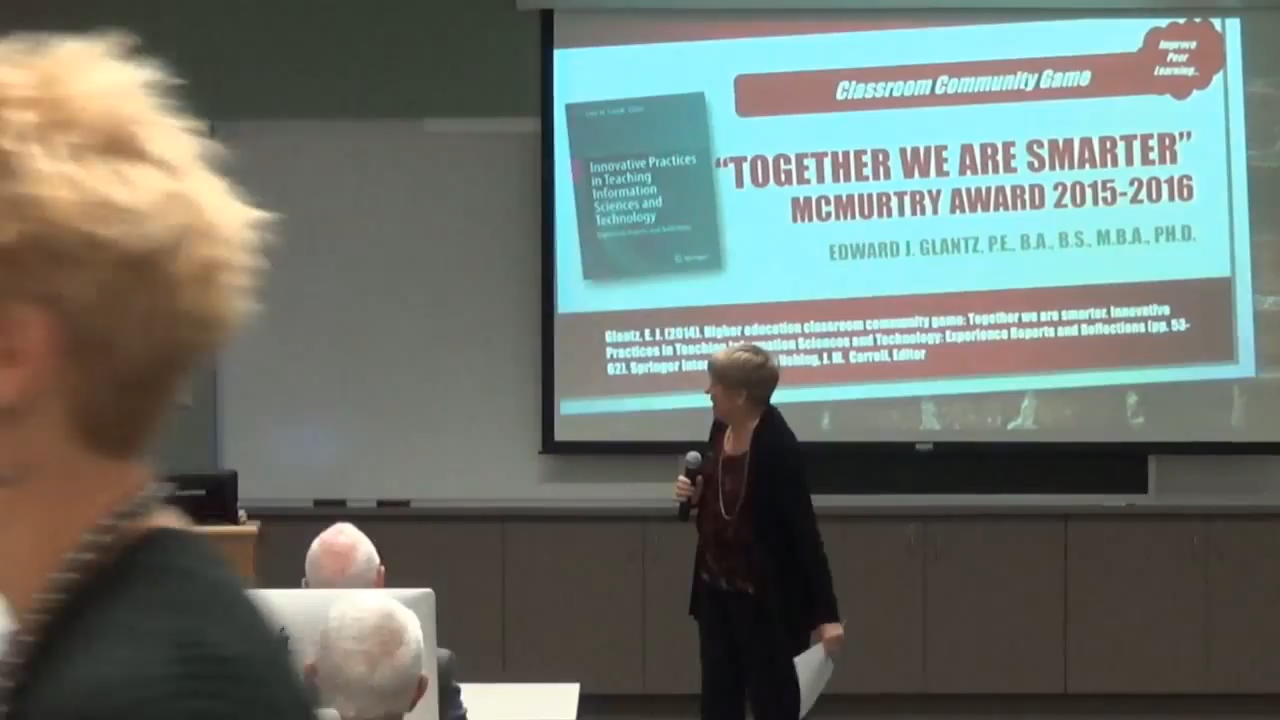 Improve
Peer
Learning...
Classroom Community Game
Innovative Practices
in Teaching
Information
Sciences and
Technology
Springer
"TOGETHER WE ARE SMARTER"
MCMURTRY AWARD 2015-2016
EDWARD J. GLANTZ, P.E., B.A., B.S., M.B.A., PH.D.
Glantz, E. J. (2014). Higher education classroom community game: Together we are smarter. Innovative
Practices in Teaching Information Sciences and Technology: Experience Reports and Reflections (pp. 53-
62). Springer J. M. Carroll, Editor